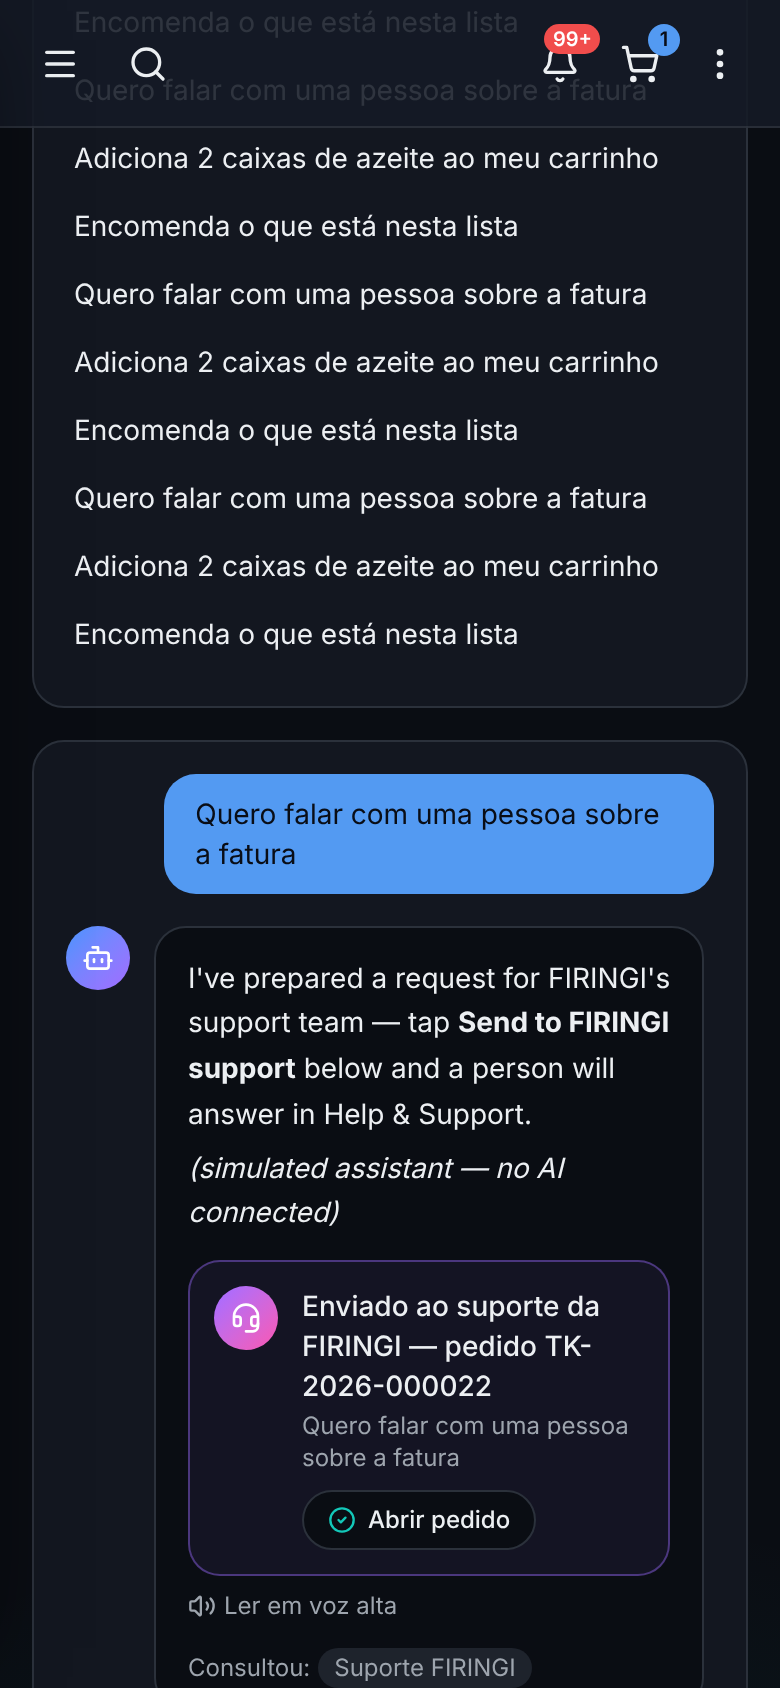 Encomenda o que está nesta lista
99+
1
Quero falar com uma pessoa sobre a fatura
Adiciona 2 caixas de azeite ao meu carrinho
Encomenda o que está nesta lista
Quero falar com uma pessoa sobre a fatura
Adiciona 2 caixas de azeite ao meu carrinho
Encomenda o que está nesta lista
Quero falar com uma pessoa sobre a fatura
Adiciona 2 caixas de azeite ao meu carrinho
Encomenda o que está nesta lista
Quero falar com uma pessoa sobre
a fatura
I've prepared a request for FIRINGI's
support team — tap Send to FIRINGI
support below and a person will
answer in Help & Support.
(simulated assistant — no AI
connected)
Enviado ao suporte da
FIRINGI — pedido TK-
2026-000022
Quero falar com uma pessoa
sobre a fatura
Abrir pedido
Ler em voz alta
Consultou: Suporte FIRINGI